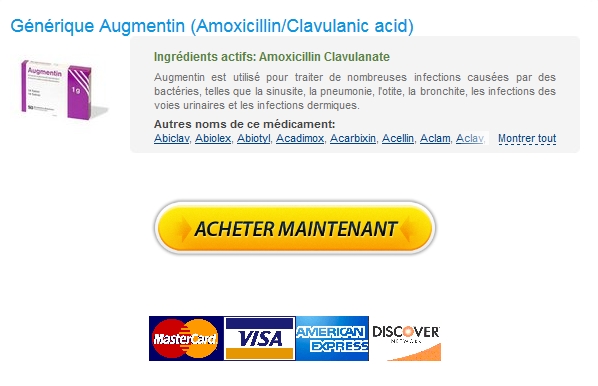 Générique Augmentin (Amoxicillin/Clavulanic acid)
Ingrédients actifs: Amoxicillin Clavulanate
Augmentin est utilisé pour traiter de nombreuses infections causées par des
bactéries, telles que la sinusite, la pneumonie, l'otite, la bronchite, les infections des
voies urinaires et les infections dermiques.
Autres noms de ce médicament:
Abiclav, Abiolex, Abiotyl, Acadimox, Acarbixin, Acellin, Aclam, Aclav, Montrer tout
Augmentin
1 g
ACHETER MAINTENANT
MasterCard VISA AMERICAN EXPRESS DISCOVER NETWORK